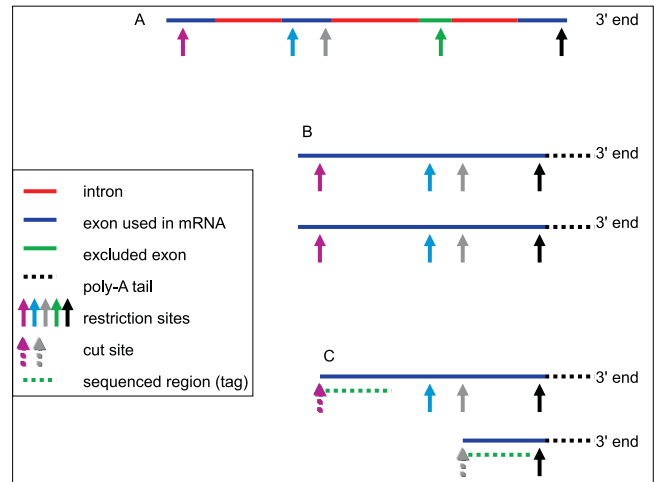 A
3' end
B
3' end
3' end
intron
exon used in mRNA
excluded exon
poly-A tail
restriction sites
cut site
sequenced region (tag)
C
3' end
3' end